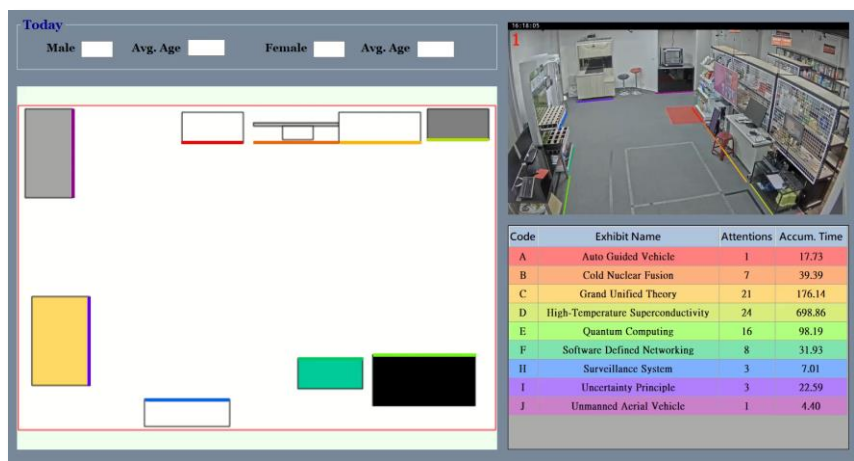 Today
Male Avg. Age Female Avg. Age
16:18:05
1
Code Exhibit Name Attentions Accum. Time
A Auto Guided Vehicle 1 17.73
B Cold Nuclear Fusion 7 39.39
C Grand Unified Theory 21 176.14
D High-Temperature Superconductivity 24 698.86
E Quantum Computing 16 98.19
F Software Defined Networking 8 31.93
H Surveillance System 3 7.01
I Uncertainty Principle 3 22.59
J Unmanned Aerial Vehicle 1 4.40